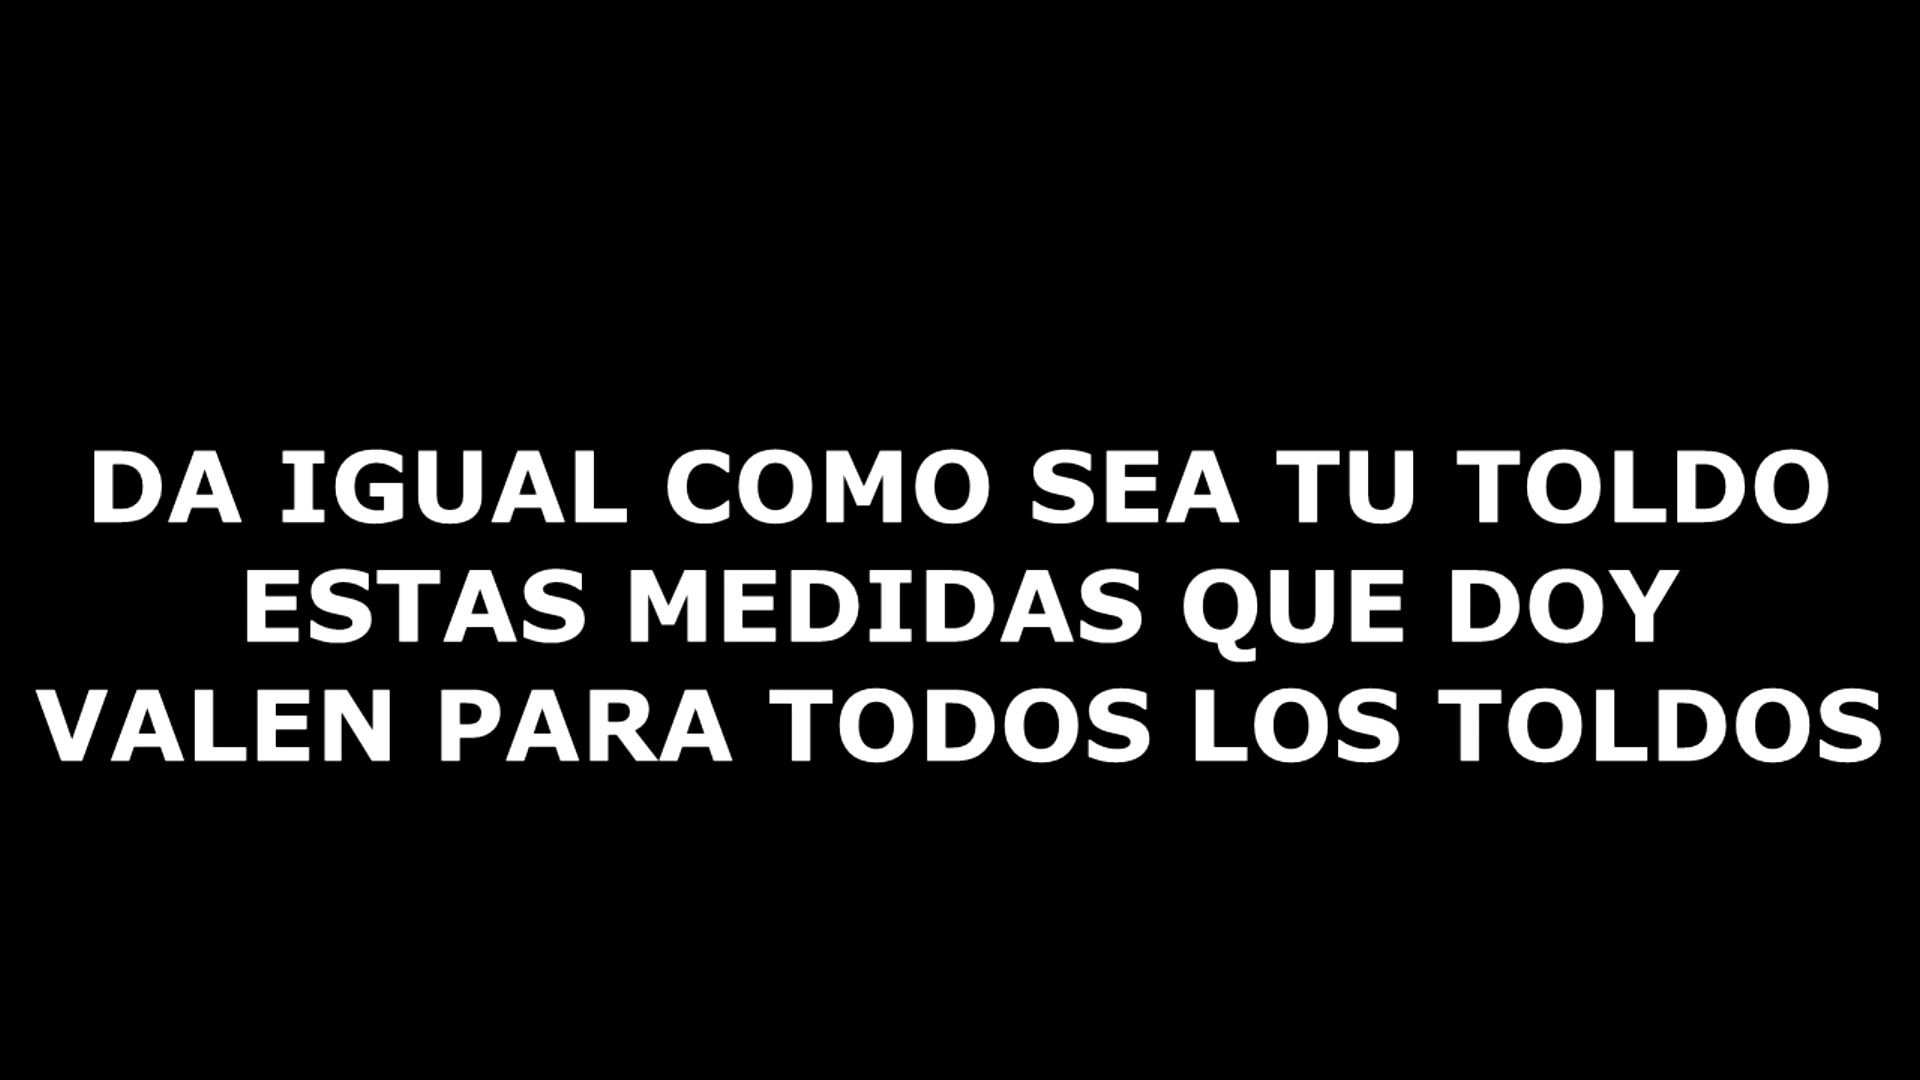 DA IGUAL COMO SEA TU TOLDO
ESTAS MEDIDAS QUE DOY
VALEN PARA TODOS LOS TOLDOS